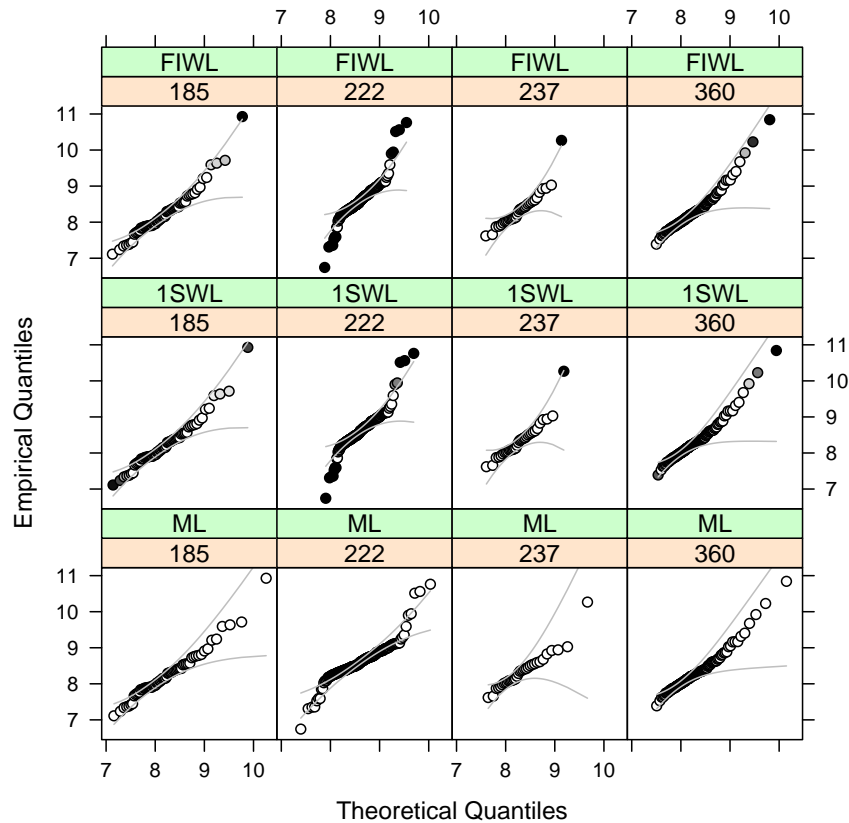 7 8 9 10 7 8 9 10
FIWL FIWL FIWL FIWL
185 222 237 360
11
10
9
8
7
1SWL 1SWL 1SWL 1SWL
185 222 237 360
11
10
9
8
7
ML ML ML ML
185 222 237 360
11
10
9
8
7
7 8 9 10 7 8 9 10
Empirical Quantiles
Theoretical Quantiles